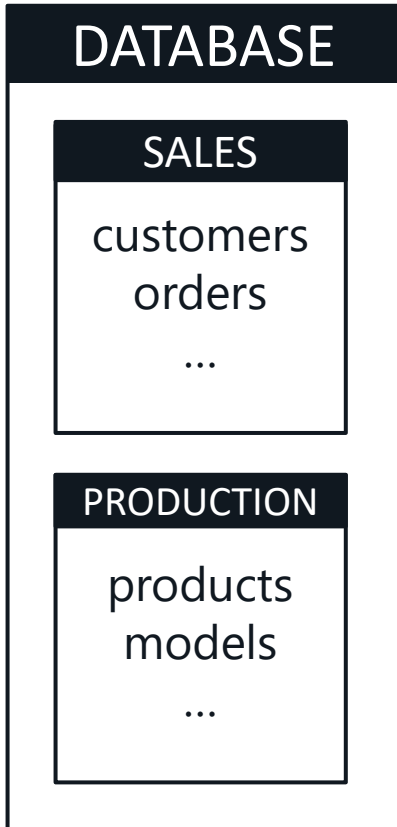 DATABASE
SALES
customers
orders
...
PRODUCTION
products
models
...